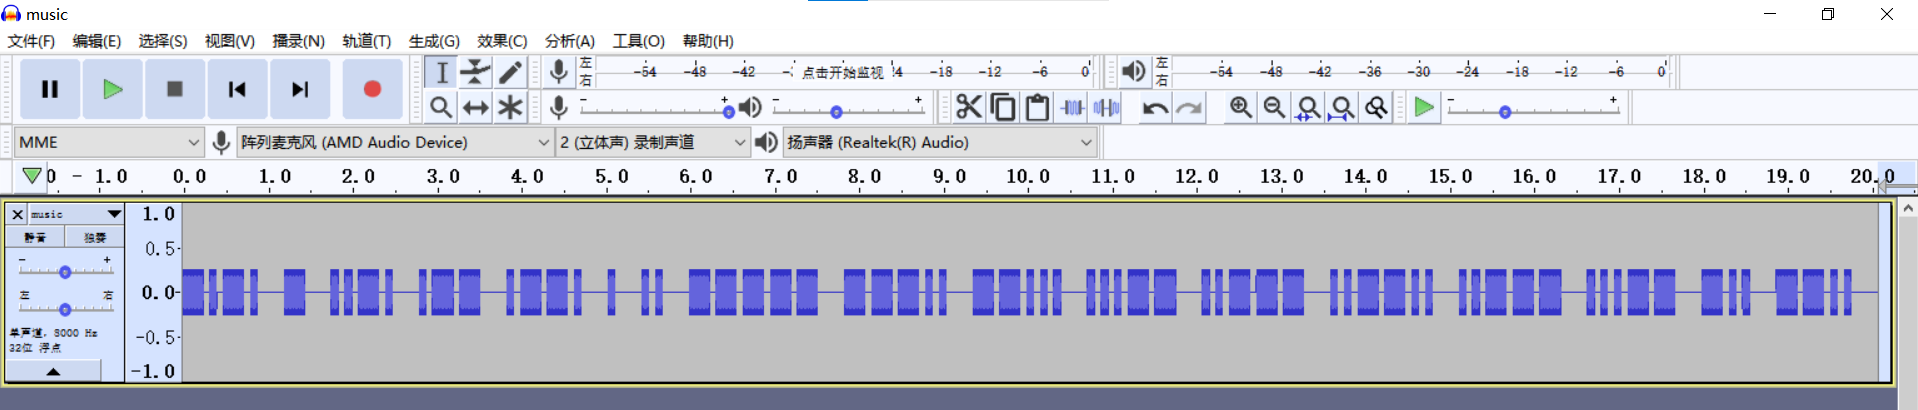 music
文件(F) 编辑(E) 选择(S) 视图(V) 播录(N) 轨道(T) 生成(G) 效果(C) 分析(A) 工具(O) 帮助(H)
左 -54 -48 -42 点击开始监视 -18 -12 -6 0 左 -54 -48 -42 -36 -30 -24 -18 -12 -6 0
右 右
- + - + - +
MME 阵列麦克风 (AMD Audio Device) 2 (立体声) 录制声道 扬声器 (Realtek(R) Audio)
0 - 1.0 0.0 1.0 2.0 3.0 4.0 5.0 6.0 7.0 8.0 9.0 10.0 11.0 12.0 13.0 14.0 15.0 16.0 17.0 18.0 19.0 20.0
music 1.0
静音 独奏 0.5
- +
左 右 0.0
单声道, 8000 Hz -0.5
32位 浮点
-1.0